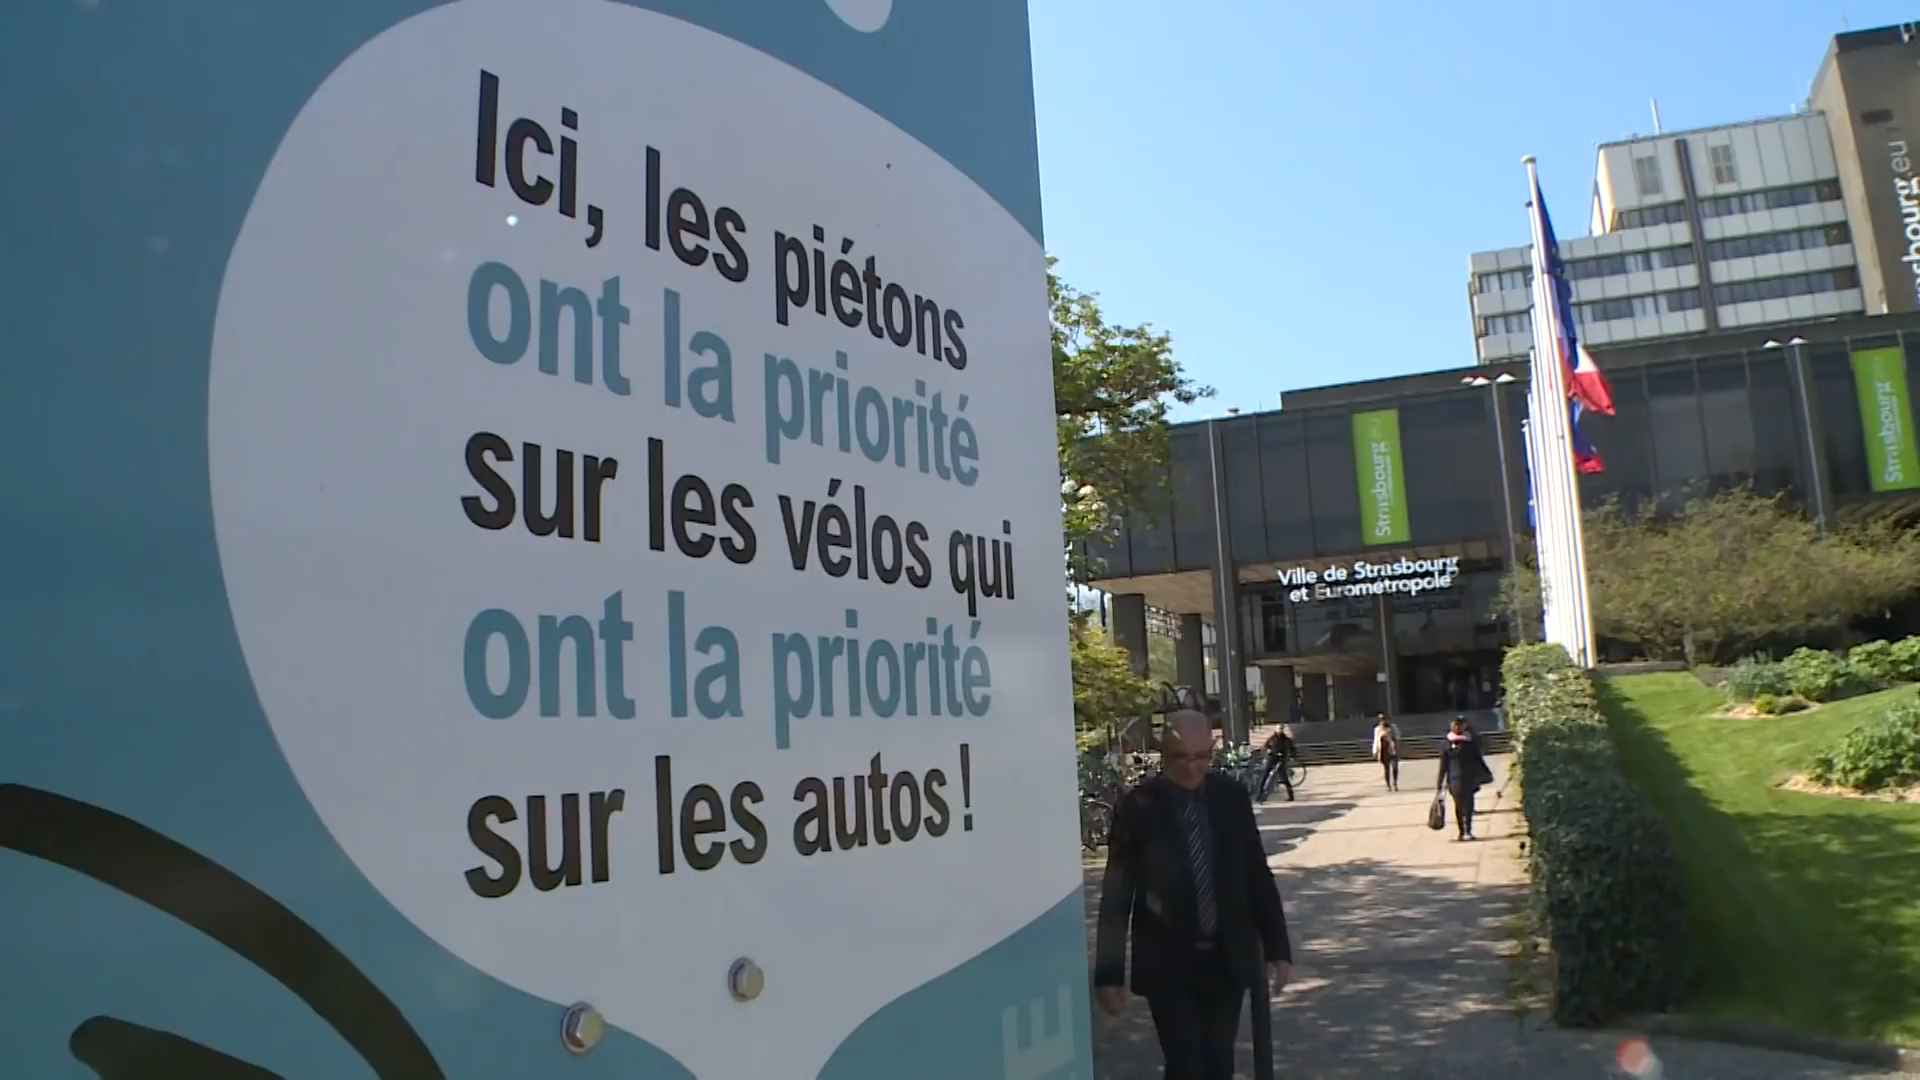 Ici, les piétons
ont la priorité
sur les vélos qui
ont la priorité
sur les autos !
Ville de Strasbourg
et Eurométropole
Strasbourg.eu
Strasbourg